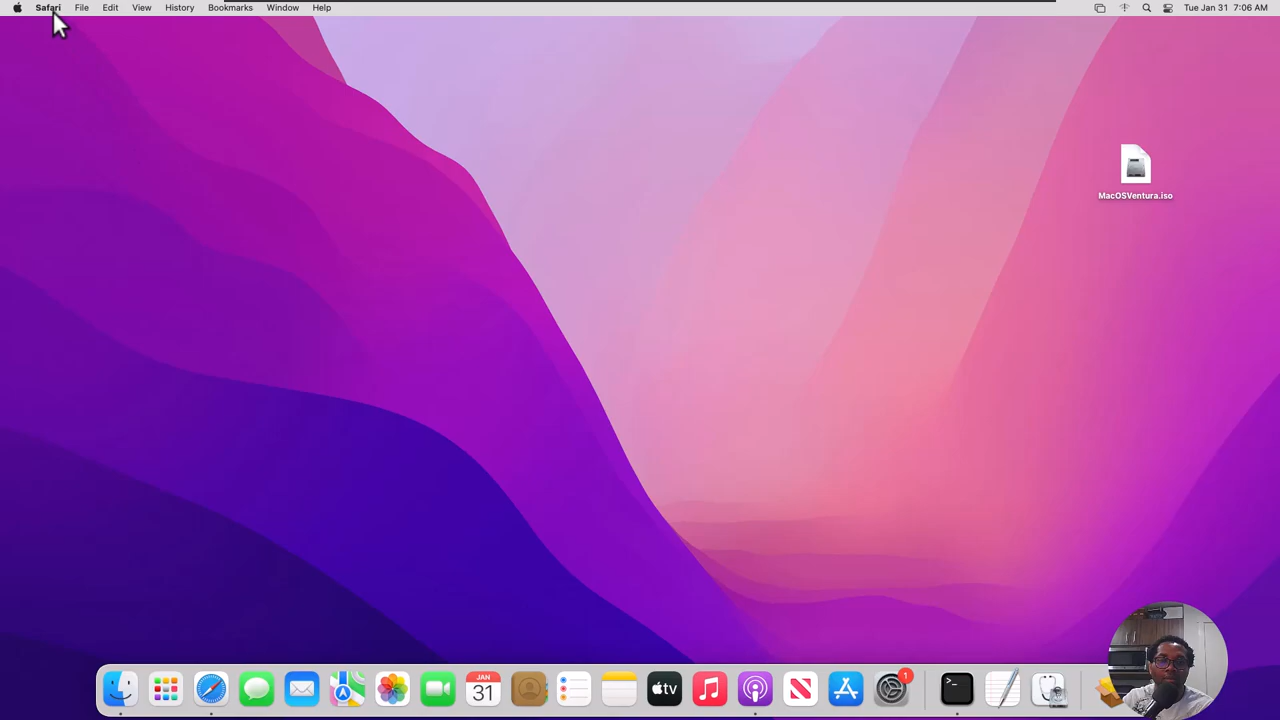 Safari File Edit View History Bookmarks Window Help Tue Jan 31 7:06 AM
MacOSVentura.iso
JAN
31
tv
1
>_